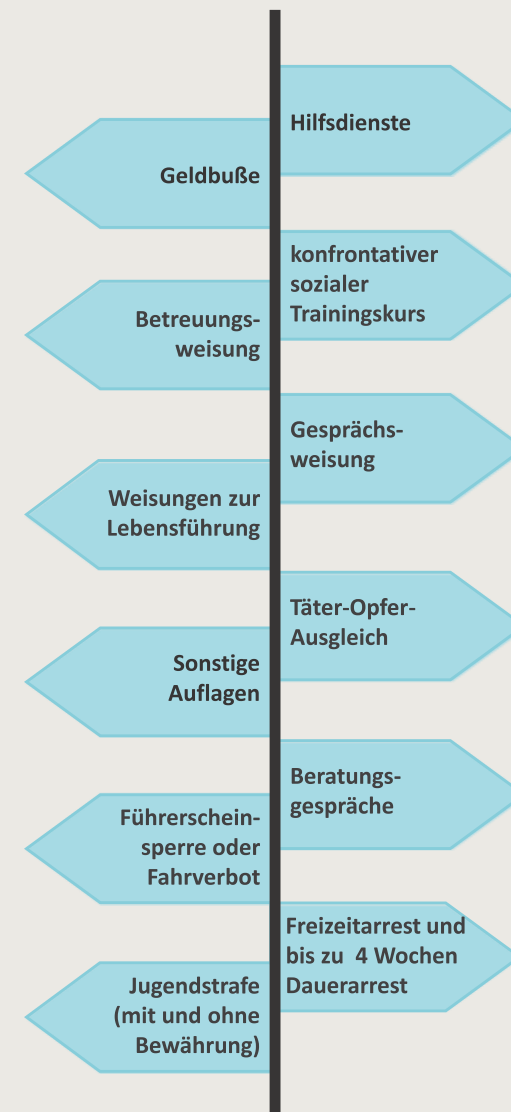 Hilfsdienste
Geldbuße
konfrontativer
sozialer
Trainingskurs
Betreuungs-
weisung
Gesprächs-
weisung
Weisungen zur
Lebensführung
Täter-Opfer-
Ausgleich
Sonstige
Auflagen
Beratungs-
gespräche
Führerschein-
sperre oder
Fahrverbot
Freizeitarrest und
bis zu 4 Wochen
Dauerarrest
Jugendstrafe
(mit und ohne
Bewährung)